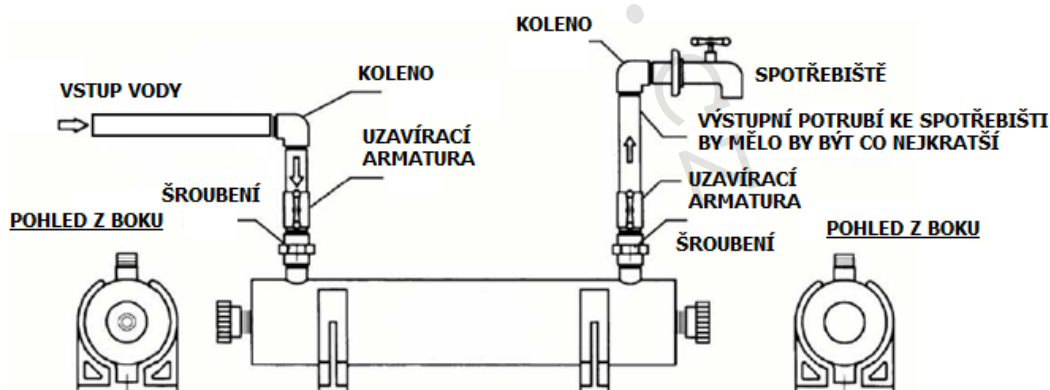 KOLENO
KOLENO
SPOTŘEBIŠTĚ
VSTUP VODY
VÝSTUPNÍ POTRUBÍ KE SPOTŘEBIŠTI
BY MĚLO BY BÝT CO NEJKRATŠÍ
UZAVÍRACÍ
ARMATURA
UZAVÍRACÍ
ARMATURA
ŠROUBENÍ
ŠROUBENÍ
POHLED Z BOKU
POHLED Z BOKU